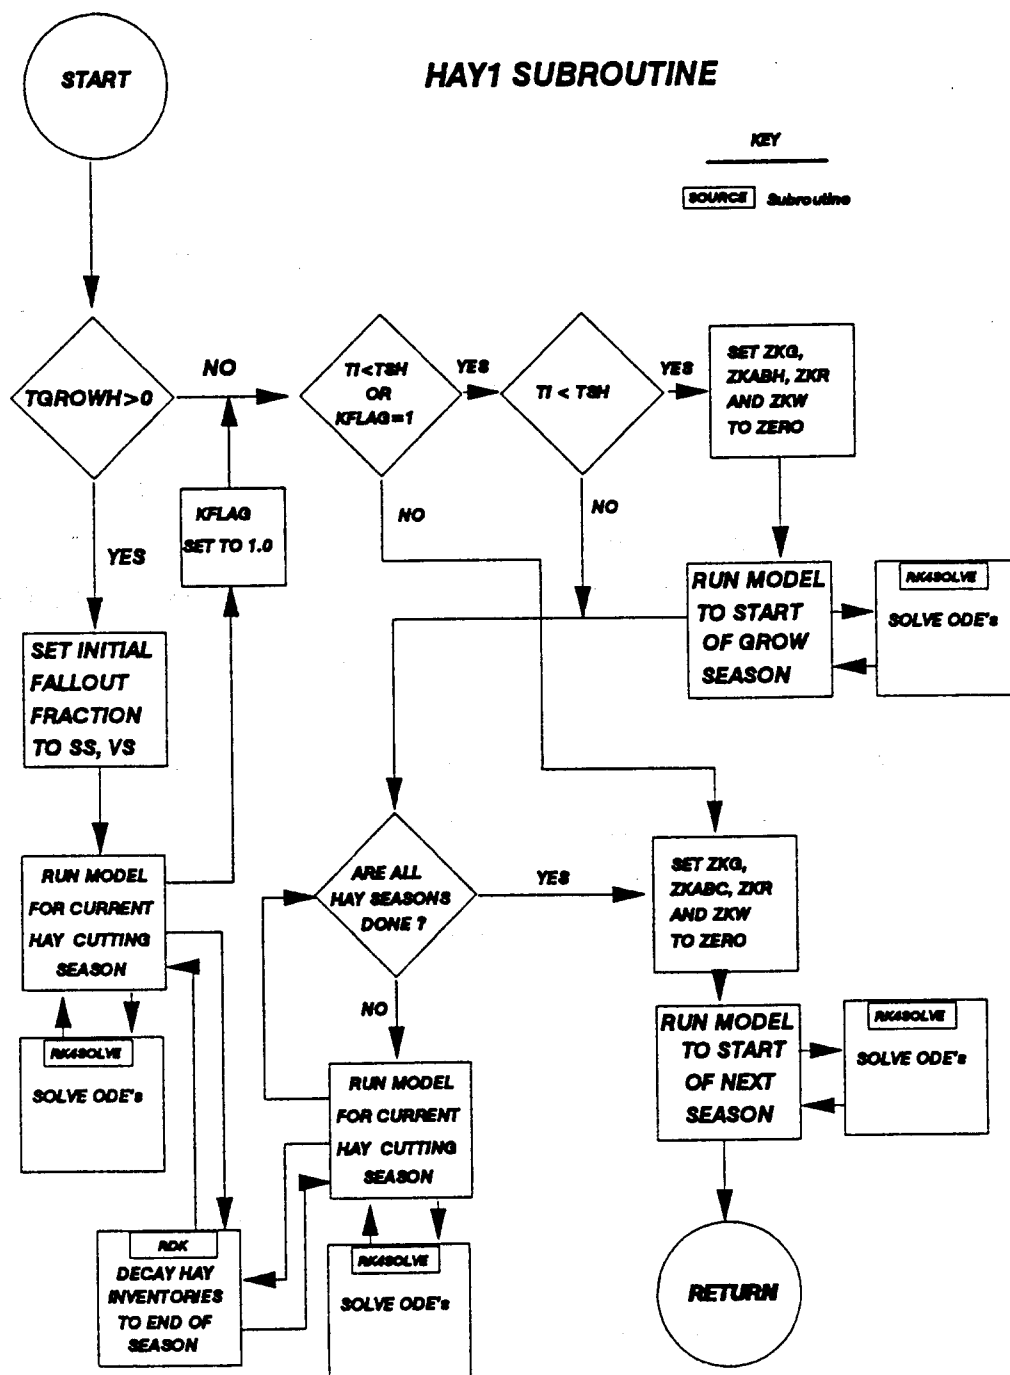 HAY1 SUBROUTINE
START
KEY
SOURCE Subroutine
TGROWH>0
NO
TI<TSH
OR
KFLAG=1
YES
TI < TSH
YES
SET ZKG,
ZKABH, ZKR
AND ZKW
TO ZERO
KFLAG
SET TO 1.0
NO
NO
YES
RUN MODEL
TO START
OF GROW
SEASON
RK4SOLVE
SOLVE ODE's
SET INITIAL
FALLOUT
FRACTION
TO SS, VS
RUN MODEL
FOR CURRENT
HAY CUTTING
SEASON
ARE ALL
HAY SEASONS
DONE ?
YES
SET ZKG,
ZKABC, ZKR
AND ZKW
TO ZERO
NO
RK4SOLVE
SOLVE ODE's
RUN MODEL
TO START
OF NEXT
SEASON
RK4SOLVE
SOLVE ODE's
RUN MODEL
FOR CURRENT
HAY CUTTING
SEASON
RDK
DECAY HAY
INVENTORIES
TO END OF
SEASON
RK4SOLVE
SOLVE ODE's
RETURN